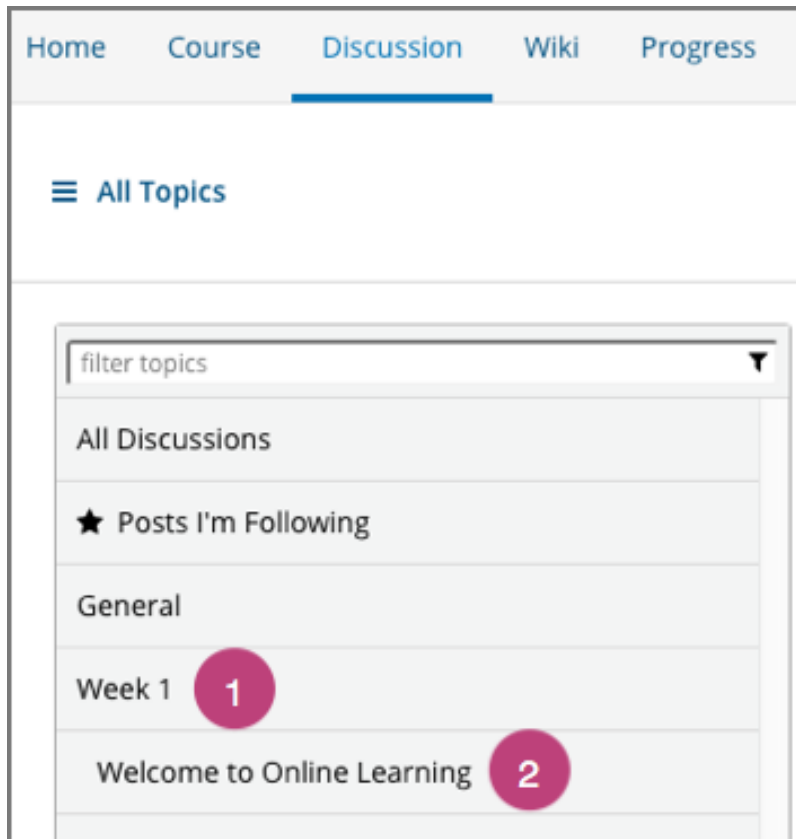 Home Course Discussion Wiki Progress
All Topics
filter topics
All Discussions
Posts I'm Following
General
Week 1 1
Welcome to Online Learning 2